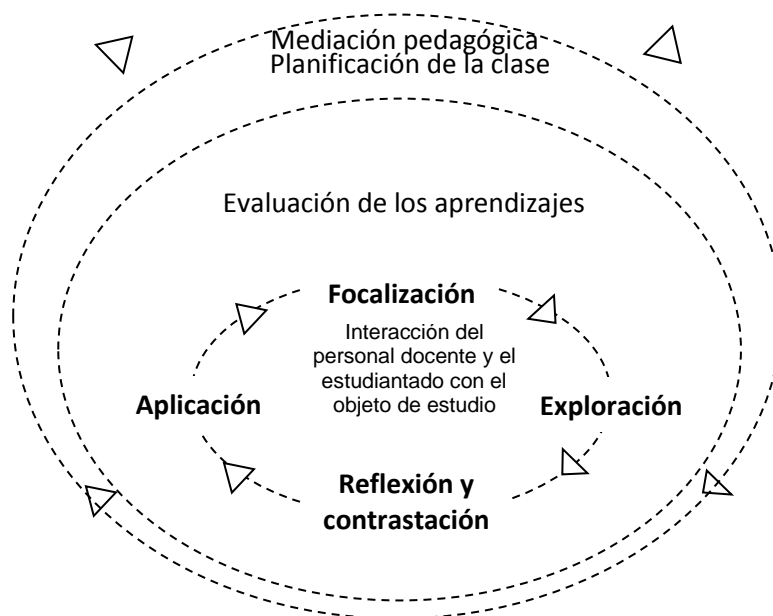 Mediación pedagógica
Planificación de la clase
Evaluación de los aprendizajes
Focalización
Interacción del
personal docente y el
estudiantado con el
objeto de estudio
Aplicación
Exploración
Reflexión y
contrastación